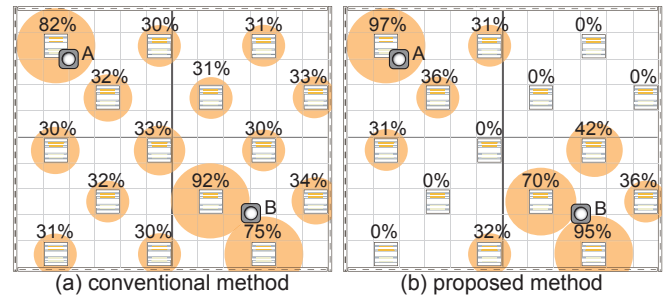 82% 30% 31%
A
31%
32% 33%
30% 33% 30%
32% 92% 34%
B
31% 30% 75%
(a) conventional method
97% 31% 0%
A
36% 0% 0%
31% 0% 42%
0% 70% 36%
B
0% 32% 95%
(b) proposed method